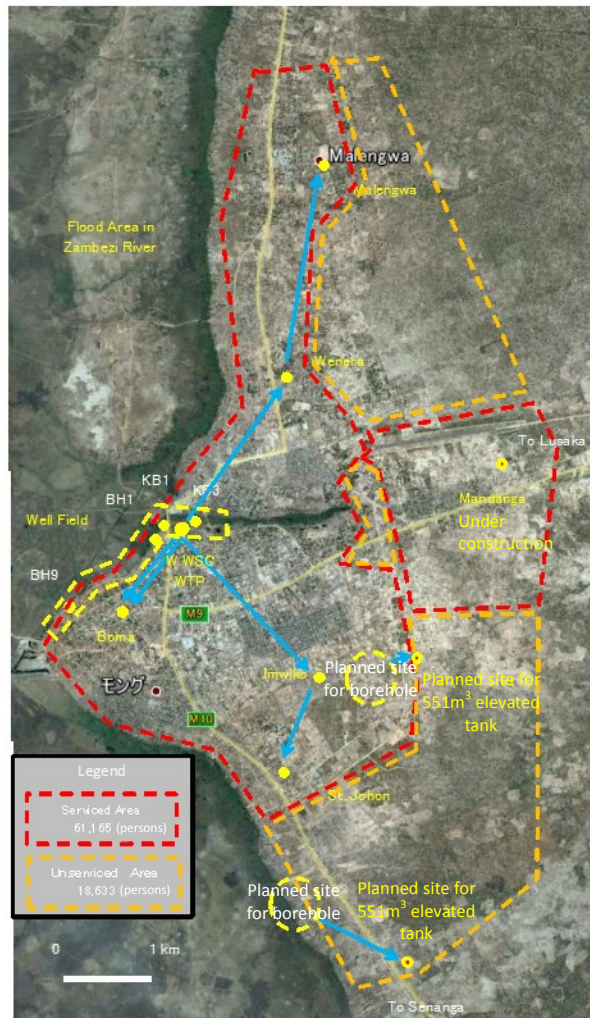 Malengwa
Malengwa
Flood Area in
Zambezi River
Wenera
To Lusaka
KB1
KB3
BH1
Mandanga
Under
construction
Well Field
W WSC
WTP
BH9
M9
Boma
Imwiko
Planned site
for borehole
Planned site for
551m³ elevated
tank
モング
M10
St. Johon
Legend
Serviced Area
61,165 (persons)
Unserviced Area
18,633 (persons)
Planned site
for borehole
Planned site for
551m³ elevated
tank
0 1 km
To Senanga